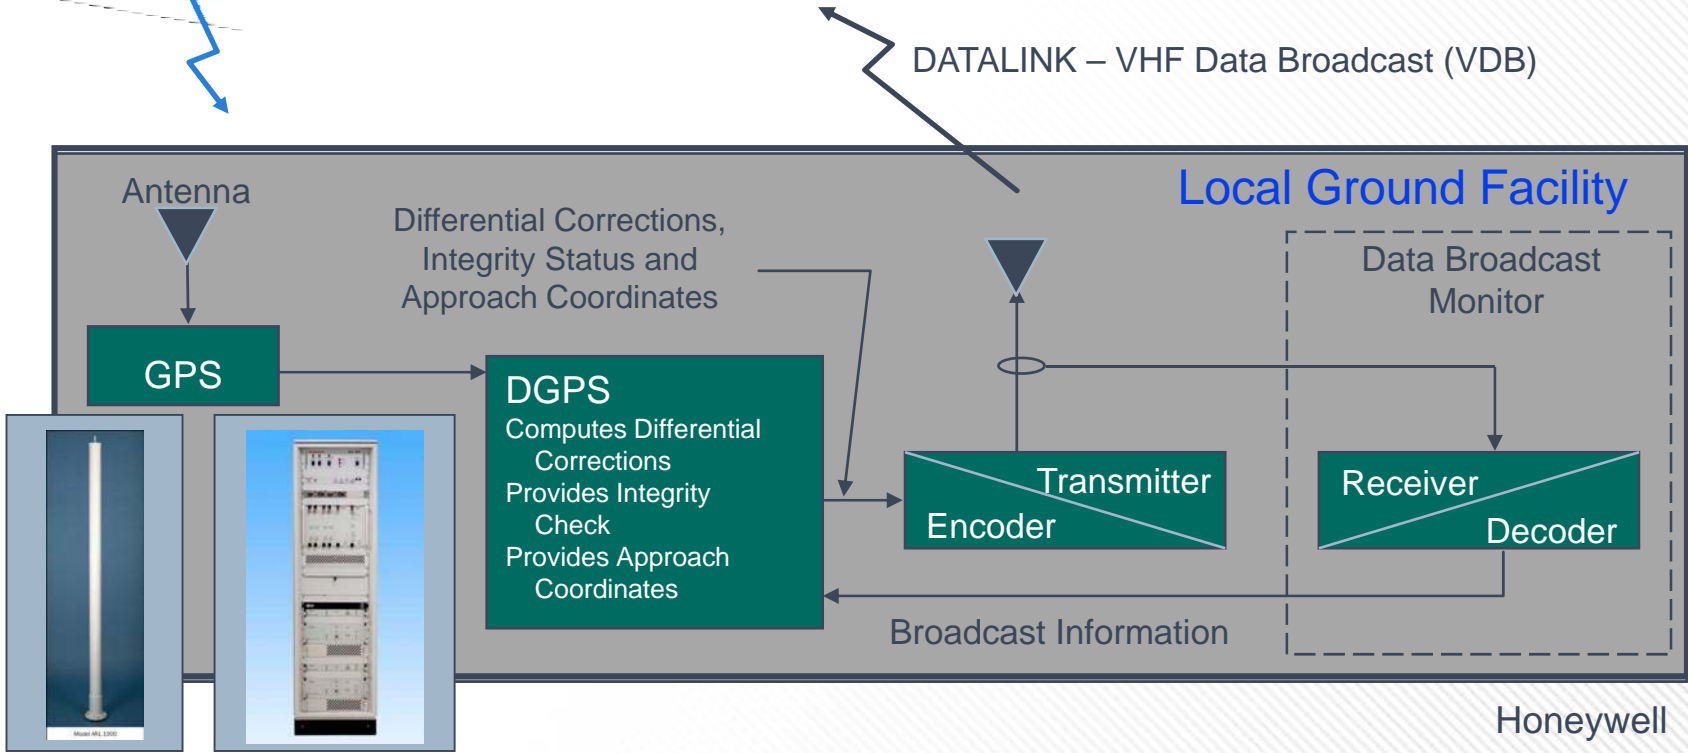 DATALINK – VHF Data Broadcast (VDB)
Local Ground Facility
Antenna
Differential Corrections,
Integrity Status and
Approach Coordinates
Data Broadcast
Monitor
GPS
DGPS
Computes Differential
Corrections
Provides Integrity
Check
Provides Approach
Coordinates
Transmitter
Encoder
Receiver
Decoder
Broadcast Information
Honeywell